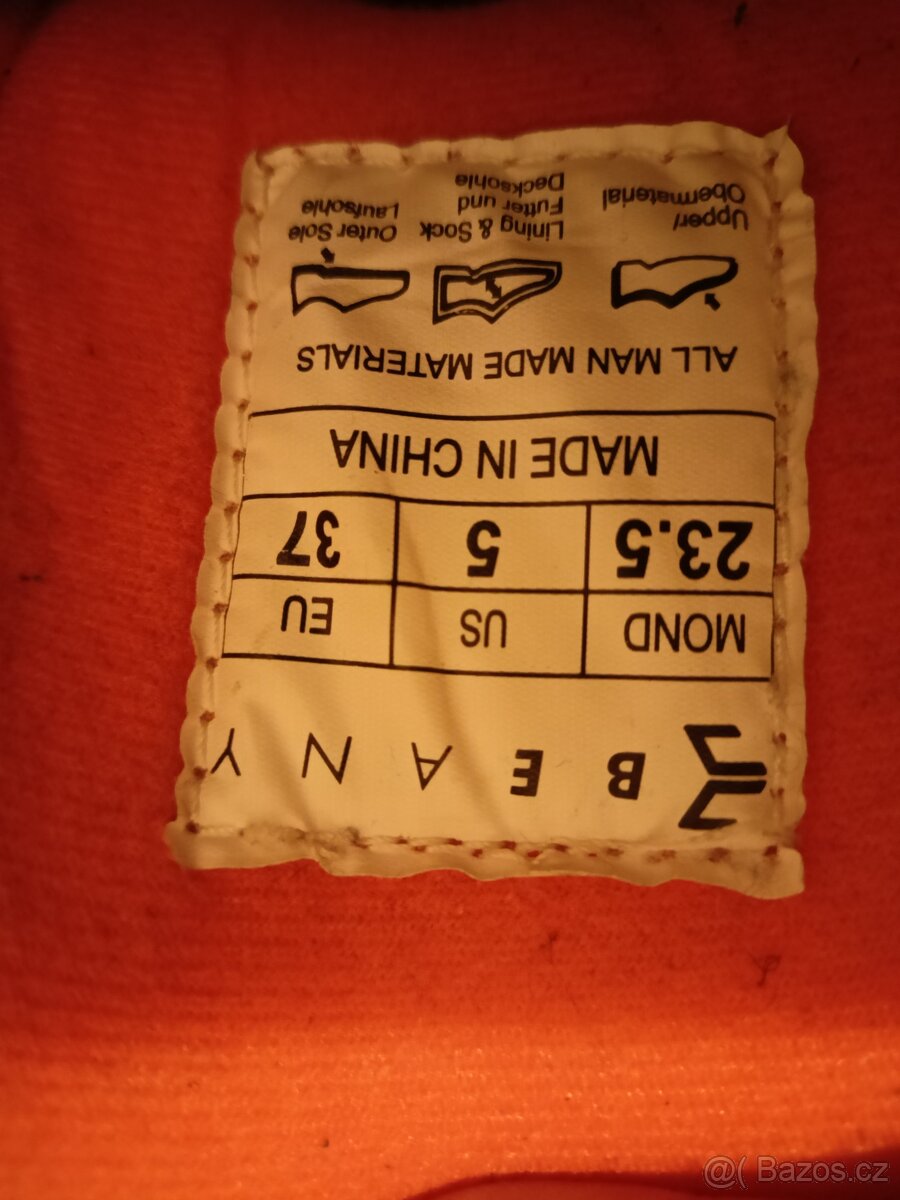 BEANY
MOND US EU
23.5 5 37
MADE IN CHINA
ALL MAN MADE MATERIALS
Upper/
Obermaterial
Lining & Sock
Futter und
Decksohle
Outer Sole
Laufsohle
@( Bazos.cz